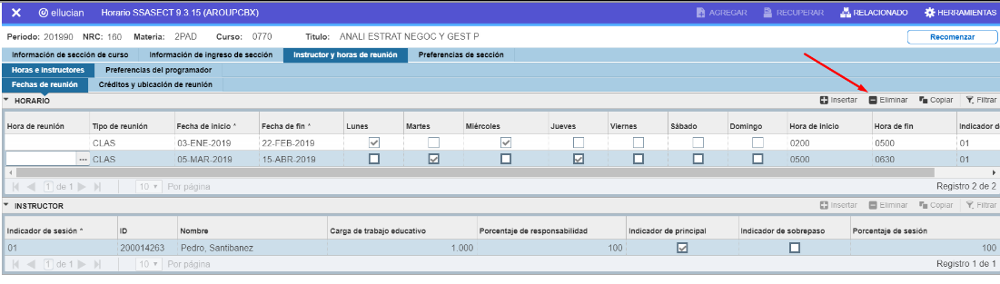 ✕ ellucian Horario SSASECT 9.3.15 (AROUPCBX) AGREGAR RECUPERAR RELACIONADO HERRAMIENTAS
Periodo: 201990 NRC: 160 Materia: 2PAD Curso: 0770 Título: ANALI ESTRAT NEGOC Y GEST P Recomenzar
Información de sección de curso Información de ingreso de sección Instructor y horas de reunión Preferencias de sección
Horas e Instructores Preferencias del programador
Fechas de reunión Créditos y ubicación de reunión
HORARIO Insertar Eliminar Copiar Filtrar
Hora de reunión Tipo de reunión Fecha de inicio * Fecha de fin * Lunes Martes Miércoles Jueves Viernes Sábado Domingo Hora de inicio Hora de fin Indicador d
CLAS 03-ENE-2019 22-FEB-2019 0200 0500 01
... CLAS 05-MAR-2019 15-ABR-2019 0500 0630 01
1 de 1 10 Por página Registro 2 de 2
INSTRUCTOR Insertar Eliminar Copiar Filtrar
Indicador de sesión * ID Nombre Carga de trabajo educativo Porcentaje de responsabilidad Indicador de principal Indicador de sobrepaso Porcentaje de sesión
01 200014263 Pedro, Santibanez 1.000 100 100
1 de 1 10 Por página Registro 1 de 1